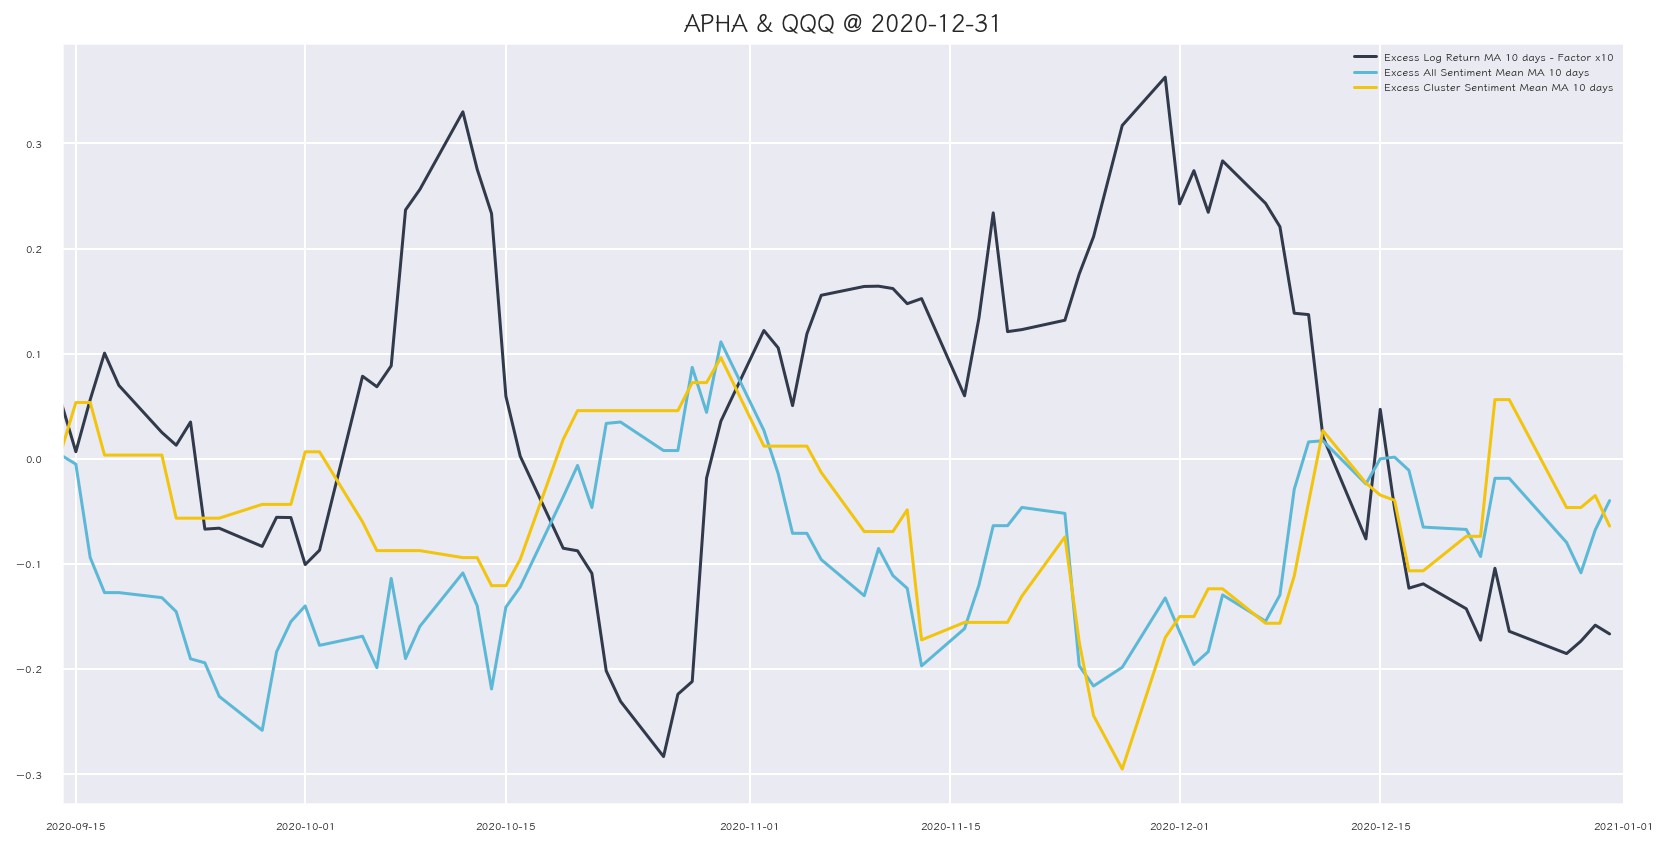 APHA & QQQ @ 2020-12-31
Excess Log Return MA 10 days - Factor x10
Excess All Sentiment Mean MA 10 days
Excess Cluster Sentiment Mean MA 10 days
0.3
0.2
0.1
0.0
−0.1
−0.2
−0.3
2020-09-15 2020-10-01 2020-10-15 2020-11-01 2020-11-15 2020-12-01 2020-12-15 2021-01-01